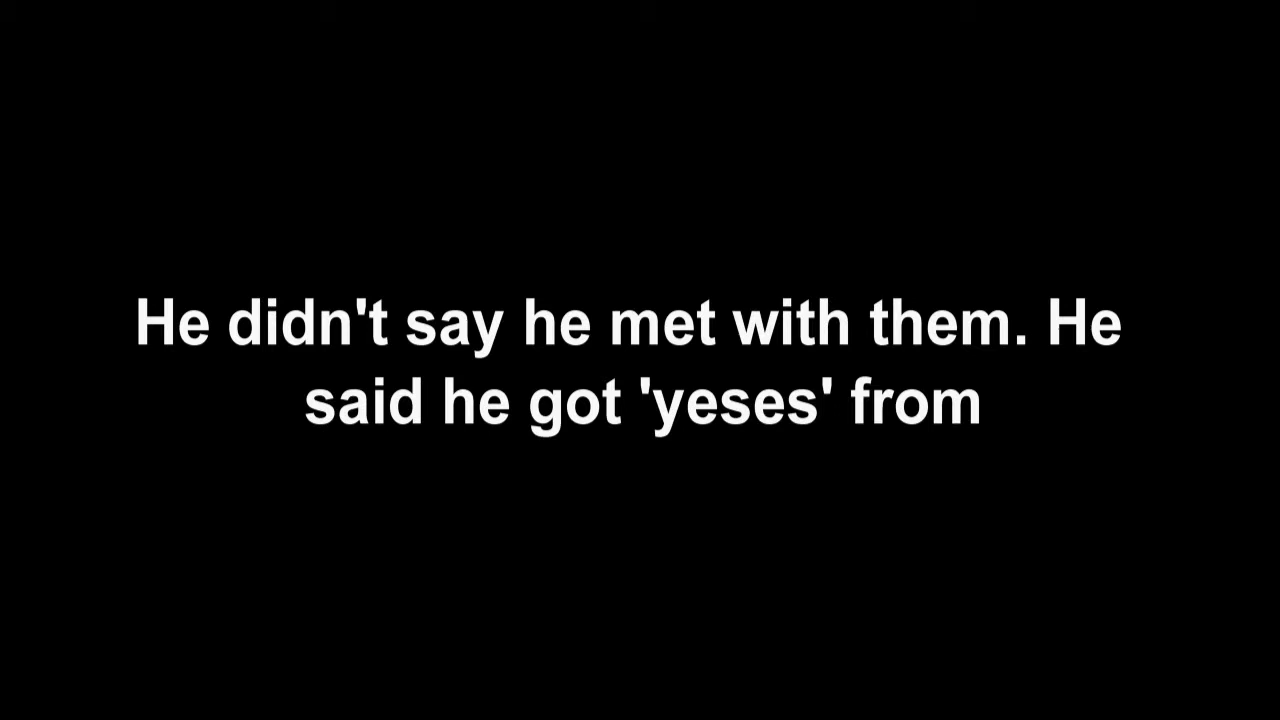 He didn't say he met with them. He
said he got 'yeses' from